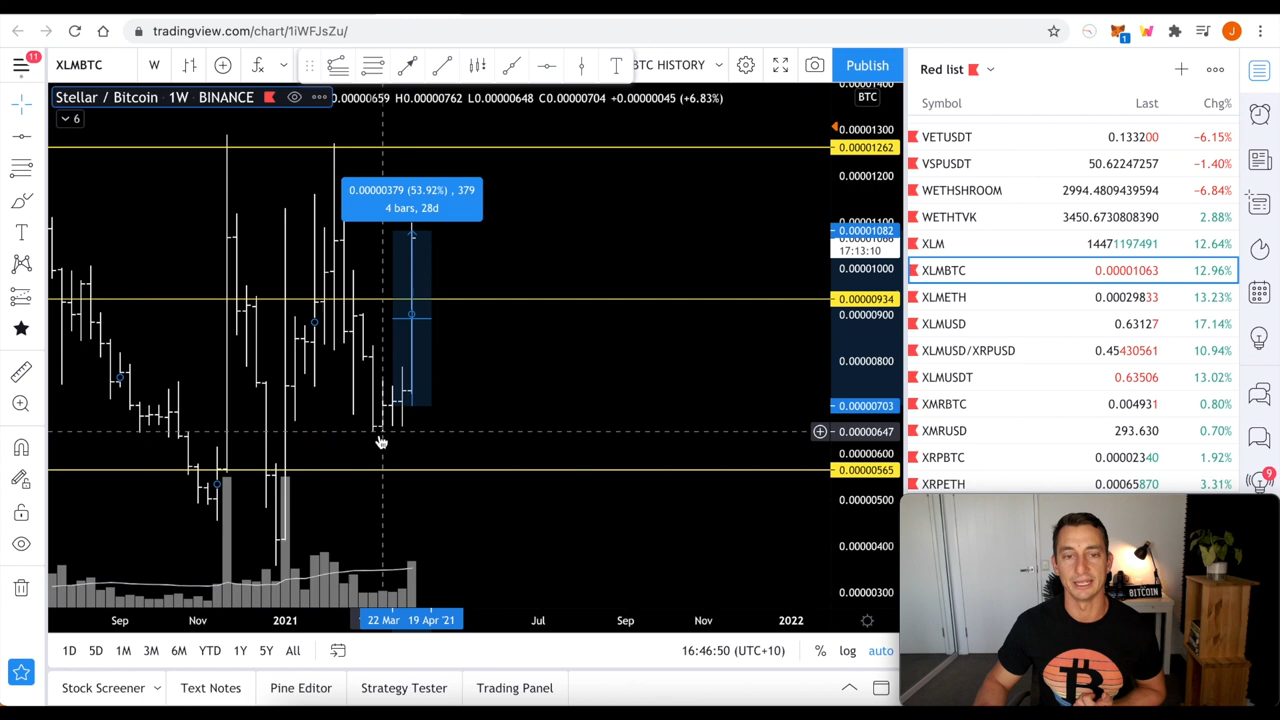 tradingview.com/chart/1iWFJsZu/
1
J
11
XLMBTC
W
BTC HISTORY
Publish
Red list
Stellar / Bitcoin 1W BINANCE
0.00000659 H0.00000762 L0.00000648 C0.00000704 +0.00000045 (+6.83%)
BTC
6
Symbol Last Chg%
VETUSDT 0.133200 −6.15%
VSPUSDT 50.62247257 −1.40%
WETHSHROOM 2994.4809439594 −6.84%
WETHTVK 3450.6730808390 2.88%
XLM 14471197491 12.64%
XLMBTC 0.00001063 12.96%
XLMETH 0.00029833 13.23%
XLMUSD 0.63127 17.14%
XLMUSD/XRPUSD 0.45430561 10.94%
XLMUSDT 0.63506 13.02%
XMRBTC 0.004931 0.80%
XMRUSD 293.630 0.70%
XRPBTC 0.00002340 1.92%
XRPETH 0.00065870 3.31%
9
0.00000379 (53.92%) , 379
4 bars, 28d
0.00001300
0.00001262
0.00001200
0.00001082
17:13:10
0.00001000
0.00000934
0.00000900
0.00000800
0.00000703
0.00000647
0.00000600
0.00000565
0.00000500
0.00000400
0.00000300
Sep Nov 2021 22 Mar 19 Apr '21 Jul Sep Nov 2022
1D 5D 1M 3M 6M YTD 1Y 5Y All
16:46:50 (UTC+10) % log auto
Stock Screener Text Notes Pine Editor Strategy Tester Trading Panel
BITCOIN